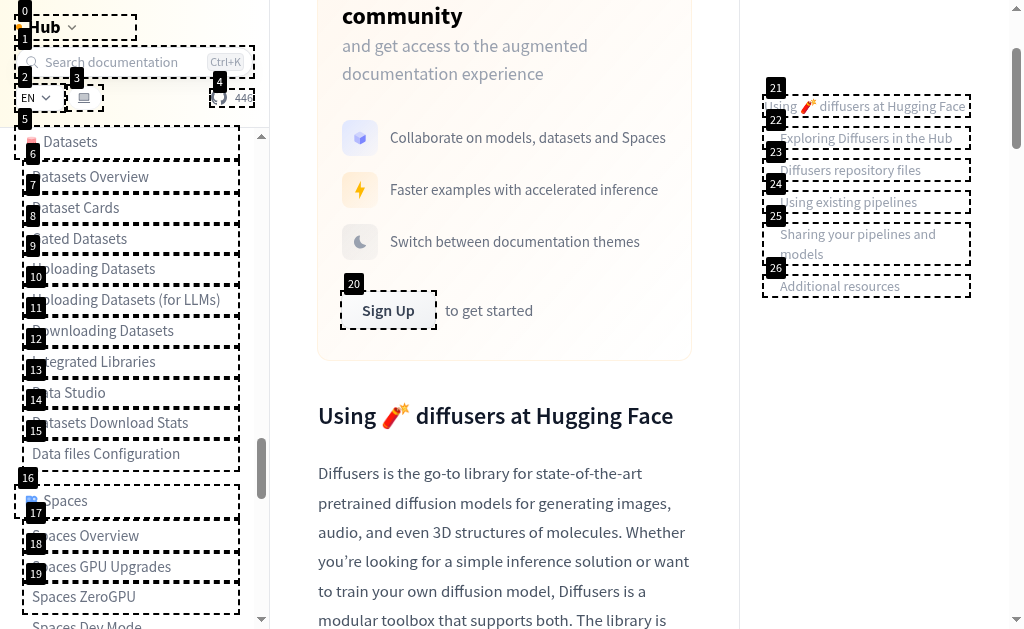 0
Hub
1
Search documentation Ctrl+K
2
3
4
EN
446
5
Datasets
6
Datasets Overview
7
Dataset Cards
8
Gated Datasets
9
Uploading Datasets
10
Uploading Datasets (for LLMs)
11
Downloading Datasets
12
Integrated Libraries
13
Data Studio
14
Datasets Download Stats
15
Data files Configuration
16
Spaces
17
Spaces Overview
18
Spaces GPU Upgrades
19
Spaces ZeroGPU
Spaces Dev Mode
community
and get access to the augmented
documentation experience
Collaborate on models, datasets and Spaces
Faster examples with accelerated inference
Switch between documentation themes
20
Sign Up to get started
Using 🧨 diffusers at Hugging Face
Diffusers is the go-to library for state-of-the-art
pretrained diffusion models for generating images,
audio, and even 3D structures of molecules. Whether
you’re looking for a simple inference solution or want
to train your own diffusion model, Diffusers is a
modular toolbox that supports both. The library is
21
Using 🧨 diffusers at Hugging Face
22
Exploring Diffusers in the Hub
23
Diffusers repository files
24
Using existing pipelines
25
Sharing your pipelines and
models
26
Additional resources